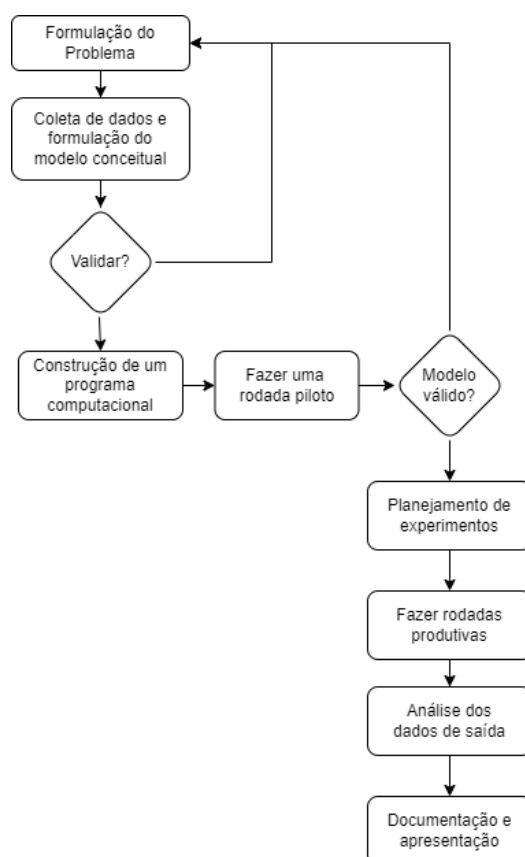 Formulação do
Problema
Coleta de dados e
formulação do
modelo conceitual
Validar?
Construção de um
programa
computacional
Fazer uma
rodada piloto
Modelo
válido?
Planejamento de
experimentos
Fazer rodadas
produtivas
Análise dos
dados de saída
Documentação e
apresentação